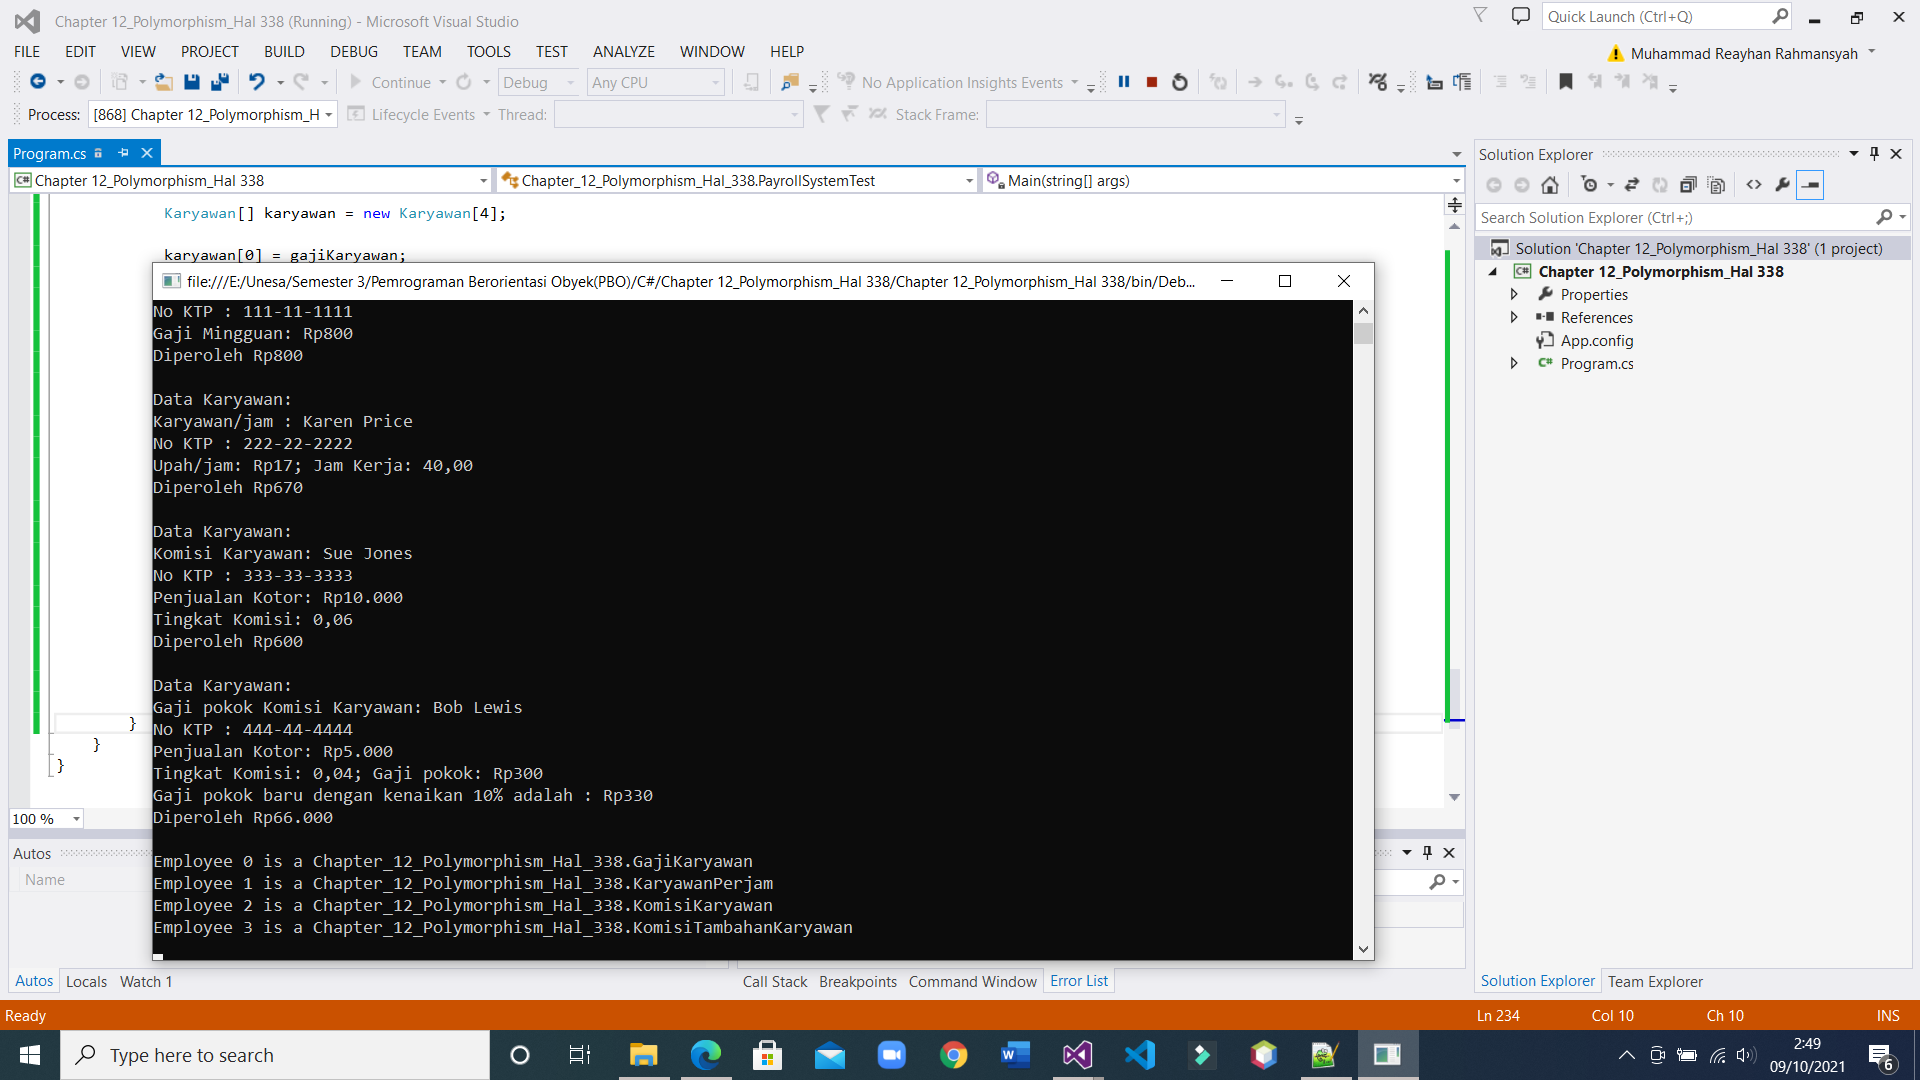 Chapter 12_Polymorphism_Hal 338 (Running) - Microsoft Visual Studio
Quick Launch (Ctrl+Q)
FILE EDIT VIEW PROJECT BUILD DEBUG TEAM TOOLS TEST ANALYZE WINDOW HELP
Muhammad Reayhan Rahmansyah
Continue Debug Any CPU No Application Insights Events
Process: [868] Chapter 12_Polymorphism_H Lifecycle Events Thread: Stack Frame:
Program.cs
C# Chapter 12_Polymorphism_Hal 338 Chapter_12_Polymorphism_Hal_338.PayrollSystemTest Main(string[] args)
Karyawan[] karyawan = new Karyawan[4];
karyawan[0] = gajiKaryawan;
}
}
}
100 %
file:///E:/Unesa/Semester 3/Pemrograman Berorientasi Obyek(PBO)/C#/Chapter 12_Polymorphism_Hal 338/Chapter 12_Polymorphism_Hal 338/bin/Deb...
No KTP : 111-11-1111
Gaji Mingguan: Rp800
Diperoleh Rp800
Data Karyawan:
Karyawan/jam : Karen Price
No KTP : 222-22-2222
Upah/jam: Rp17; Jam Kerja: 40,00
Diperoleh Rp670
Data Karyawan:
Komisi Karyawan: Sue Jones
No KTP : 333-33-3333
Penjualan Kotor: Rp10.000
Tingkat Komisi: 0,06
Diperoleh Rp600
Data Karyawan:
Gaji pokok Komisi Karyawan: Bob Lewis
No KTP : 444-44-4444
Penjualan Kotor: Rp5.000
Tingkat Komisi: 0,04; Gaji pokok: Rp300
Gaji pokok baru dengan kenaikan 10% adalah : Rp330
Diperoleh Rp66.000
Employee 0 is a Chapter_12_Polymorphism_Hal_338.GajiKaryawan
Employee 1 is a Chapter_12_Polymorphism_Hal_338.KaryawanPerjam
Employee 2 is a Chapter_12_Polymorphism_Hal_338.KomisiKaryawan
Employee 3 is a Chapter_12_Polymorphism_Hal_338.KomisiTambahanKaryawan
Solution Explorer
Search Solution Explorer (Ctrl+;)
Solution 'Chapter 12_Polymorphism_Hal 338' (1 project)
C# Chapter 12_Polymorphism_Hal 338
Properties
References
App.config
C# Program.cs
Autos
Name
Autos Locals Watch 1
Call Stack Breakpoints Command Window Error List
Solution Explorer Team Explorer
Ready Ln 234 Col 10 Ch 10 INS
Type here to search
2:49
09/10/2021
6